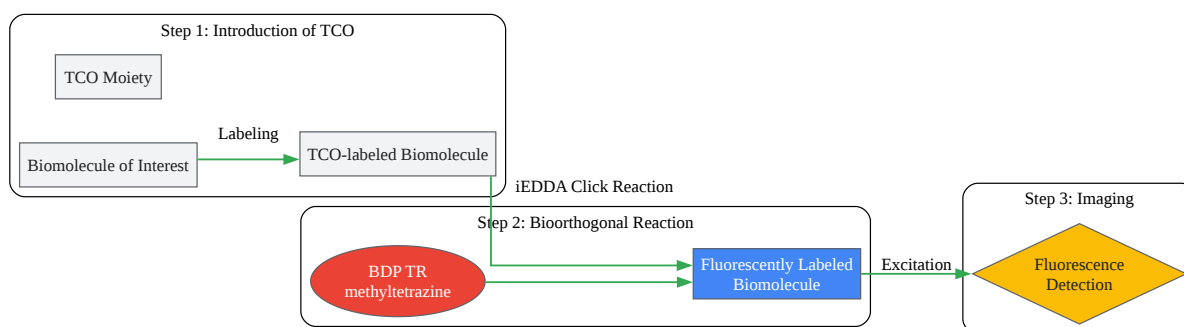 Step 1: Introduction of TCO
TCO Moiety
Labeling
Biomolecule of Interest
TCO-labeled Biomolecule
iEDDA Click Reaction
Step 2: Bioorthogonal Reaction
BDP TR
methyltetrazine
Fluorescently Labeled
Biomolecule
Excitation
Step 3: Imaging
Fluorescence
Detection